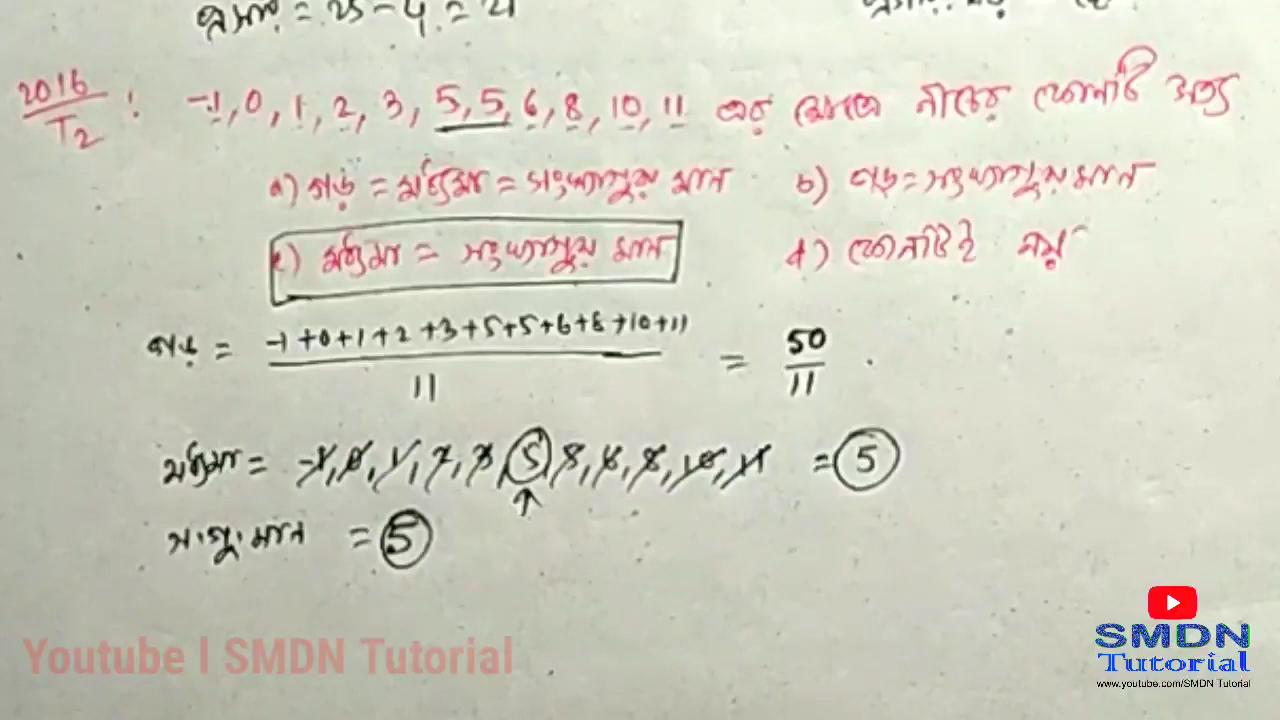 2016/T2 : -1, 0, 1, 2, 3, 5, 5, 6, 8, 10, 11 এর ক্ষেত্রে নীচের কোনটি সত্য
a) গড় = মধ্যমা = সংখ্যাগুরু মান b) গড় = সংখ্যাগুরু মান
c) মধ্যমা = সংখ্যাগুরু মান d) কোনটিই নয়
গড় = -1+0+1+2+3+5+5+6+8+10+11 / 11 = 50/11 .
মধ্যমা = -1, 0, 1, 2, 3, 5, 5, 6, 8, 10, 11 = 5
সং.গু. মান = 5
Youtube l SMDN Tutorial
SMDN
Tutorial
www.youtube.com/SMDN Tutorial